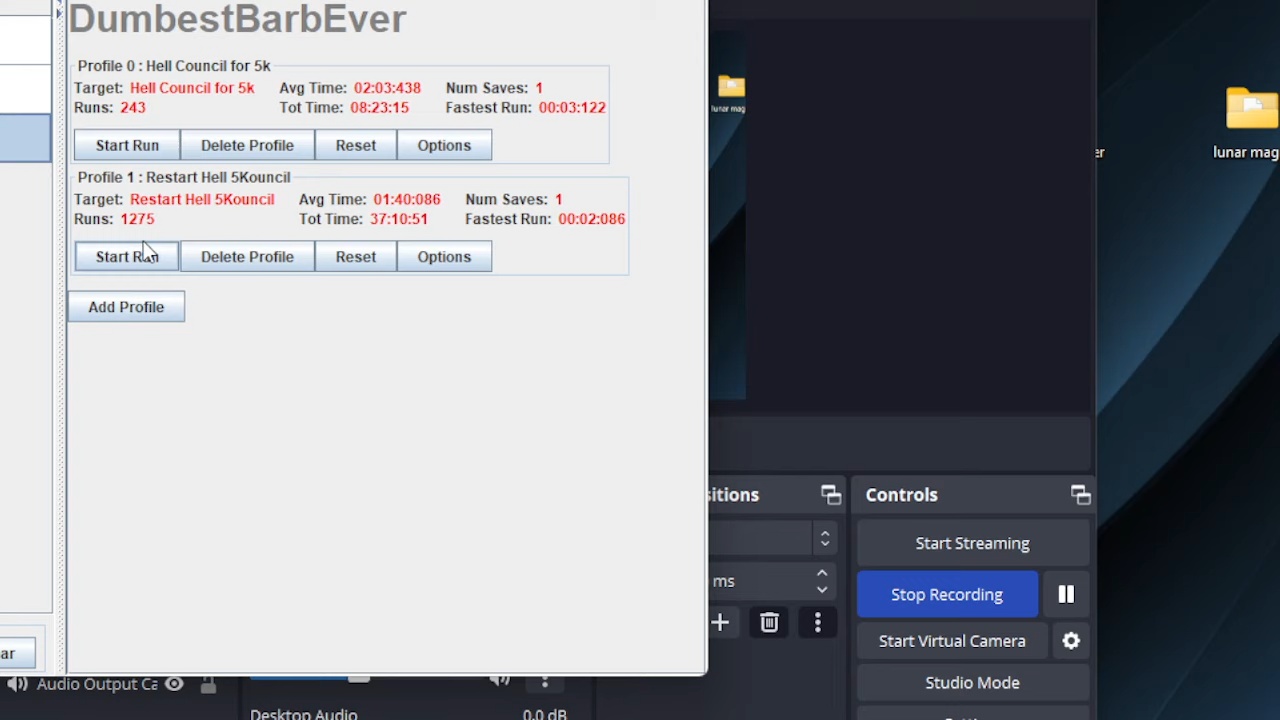 DumbestBarbEver
Profile 0 : Hell Council for 5k
Target: Hell Council for 5k Avg Time: 02:03:438 Num Saves: 1
Runs: 243 Tot Time: 08:23:15 Fastest Run: 00:03:122
Start Run Delete Profile Reset Options
Profile 1 : Restart Hell 5Kouncil
Target: Restart Hell 5Kouncil Avg Time: 01:40:086 Num Saves: 1
Runs: 1275 Tot Time: 37:10:51 Fastest Run: 00:02:086
Start Run Delete Profile Reset Options
Add Profile
lunar mag
er
lunar mag
sitions
Controls
Start Streaming
ms
Stop Recording
Start Virtual Camera
Studio Mode
ar
Audio Output Ca
Desktop Audio
0.0 dB